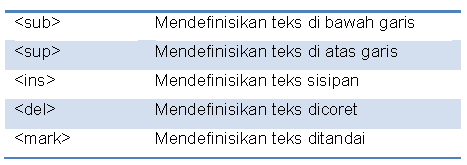 <sub> Mendefinisikan teks di bawah garis
<sup> Mendefinisikan teks di atas garis
<ins> Mendefinisikan teks sisipan
<del> Mendefinisikan teks dicoret
<mark> Mendefinisikan teks ditandai